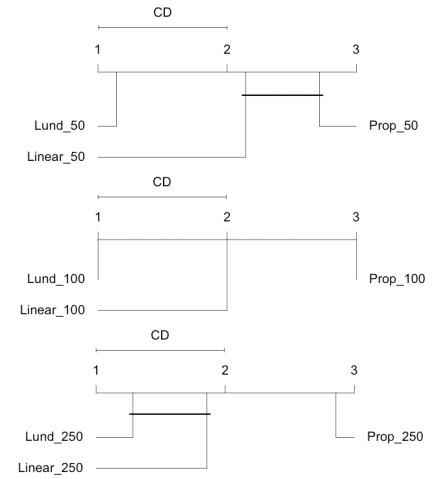 CD
1 2 3
Lund_50 Prop_50
Linear_50
CD
1 2 3
Lund_100 Prop_100
Linear_100
CD
1 2 3
Lund_250 Prop_250
Linear_250